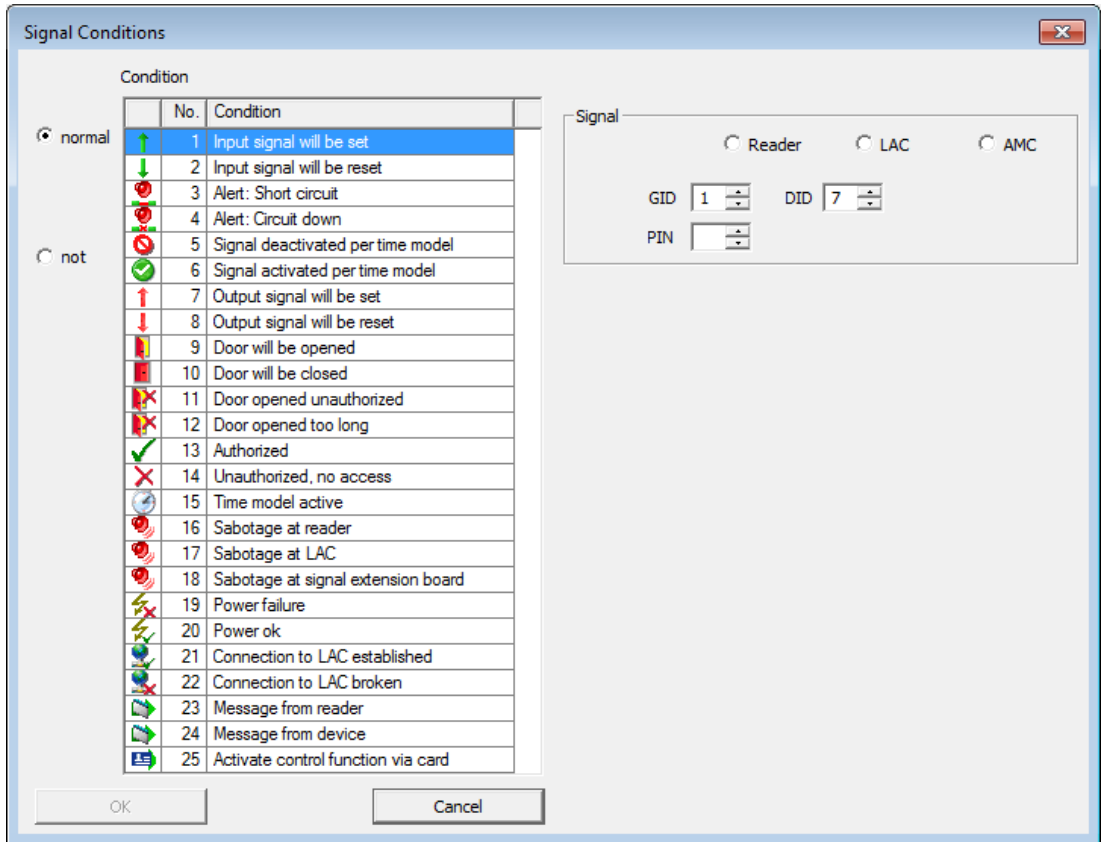 Signal Conditions
Condition
normal
not
No. Condition
1 Input signal will be set
2 Input signal will be reset
3 Alert: Short circuit
4 Alert: Circuit down
5 Signal deactivated per time model
6 Signal activated per time model
7 Output signal will be set
8 Output signal will be reset
9 Door will be opened
10 Door will be closed
11 Door opened unauthorized
12 Door opened too long
13 Authorized
14 Unauthorized, no access
15 Time model active
16 Sabotage at reader
17 Sabotage at LAC
18 Sabotage at signal extension board
19 Power failure
20 Power ok
21 Connection to LAC established
22 Connection to LAC broken
23 Message from reader
24 Message from device
25 Activate control function via card
Signal
Reader LAC AMC
GID 1 DID 7
PIN
OK Cancel